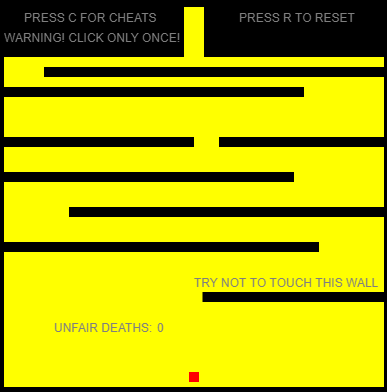 PRESS C FOR CHEATS
PRESS R TO RESET
WARNING! CLICK ONLY ONCE!
TRY NOT TO TOUCH THIS WALL
UNFAIR DEATHS: 0